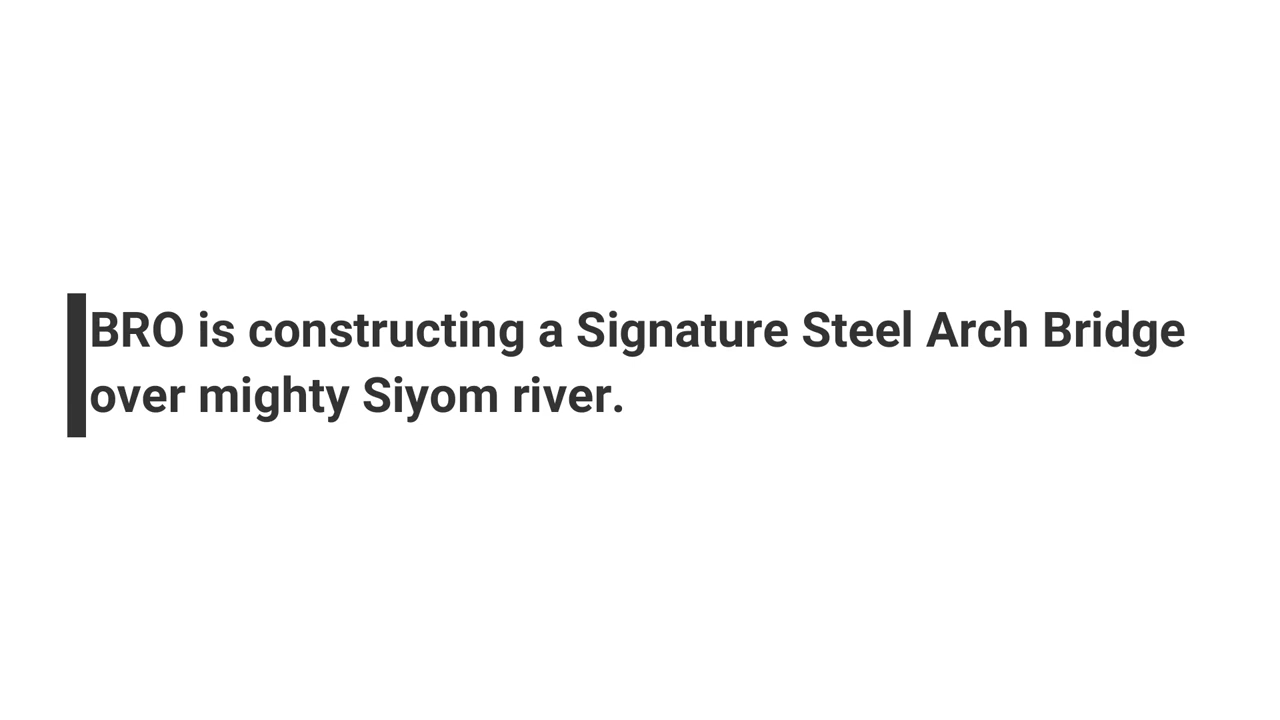 BRO is constructing a Signature Steel Arch Bridge
over mighty Siyom river.